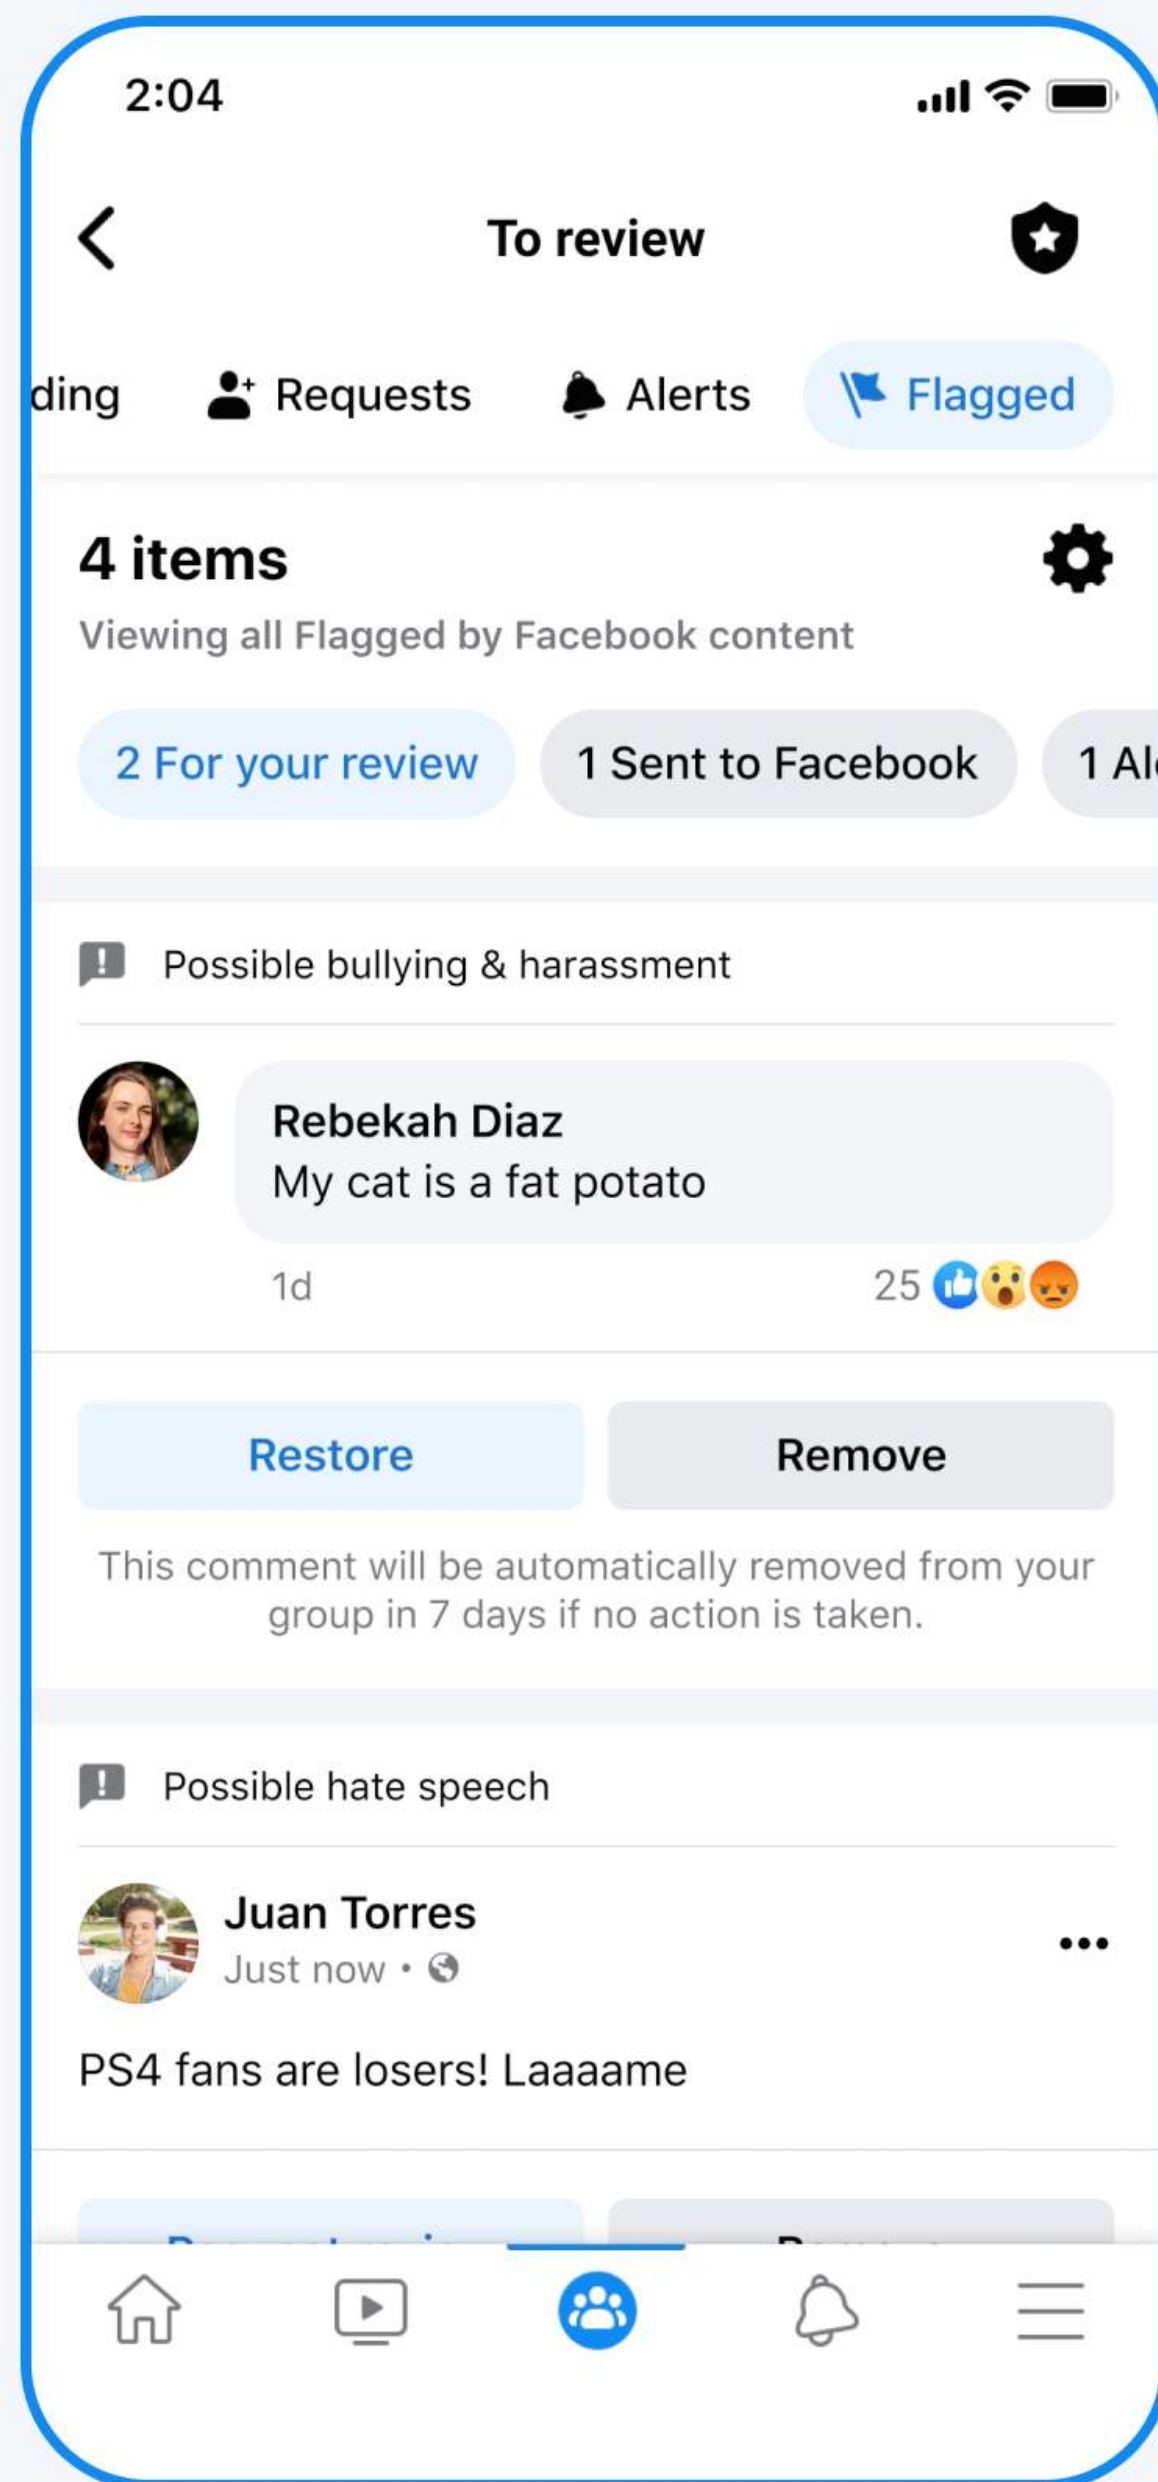 2:04
To review
ding
Requests
Alerts
Flagged
4 items
Viewing all Flagged by Facebook content
2 For your review
1 Sent to Facebook
1
Possible bullying & harassment
Rebekah Diaz
My cat is a fat potato
1d
25
Restore
Remove
This comment will be automatically removed from your
group in 7 days if no action is taken.
Possible hate speech
Juan Torres
Just now •
PS4 fans are losers! Laaaame